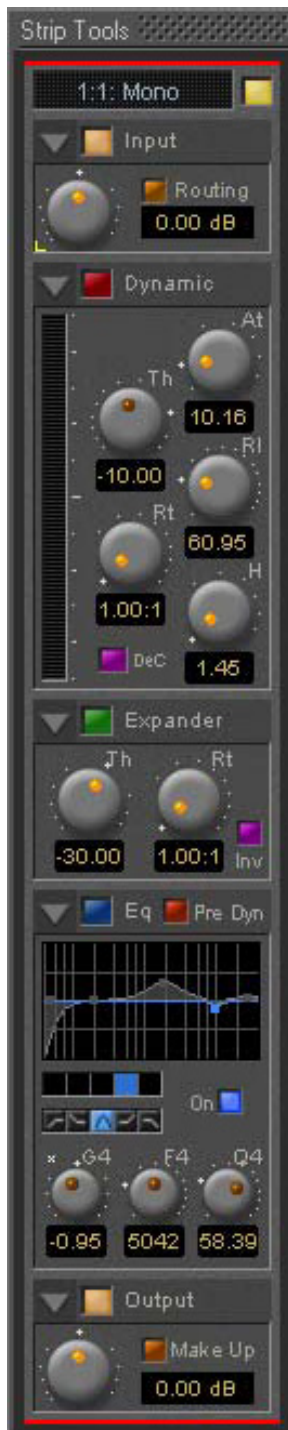 Strip Tools
1:1: Mono
Input
Routing
0.00 dB
Dynamic
At
Th
10.16
-10.00
Rl
Rt
60.95
1.00:1
H
DeC
1.45
Expander
Th Rt
-30.00 1.00:1
Inv
Eq Pre Dyn
On
G4 F4 Q4
-0.95 5042 58.39
Output
Make Up
0.00 dB